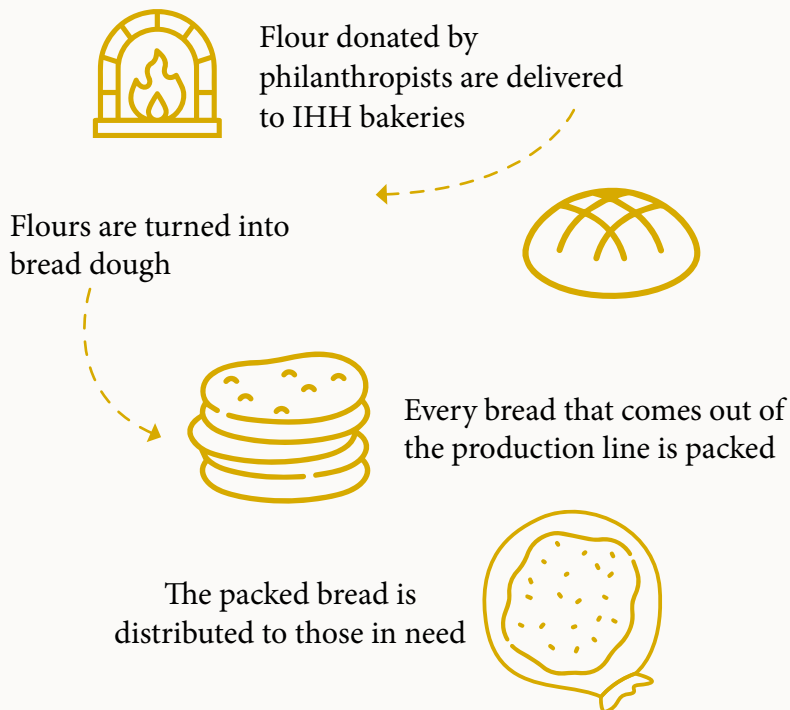 Flour donated by
philanthropists are delivered
to IHH bakeries
Flours are turned into
bread dough
Every bread that comes out of
the production line is packed
The packed bread is
distributed to those in need